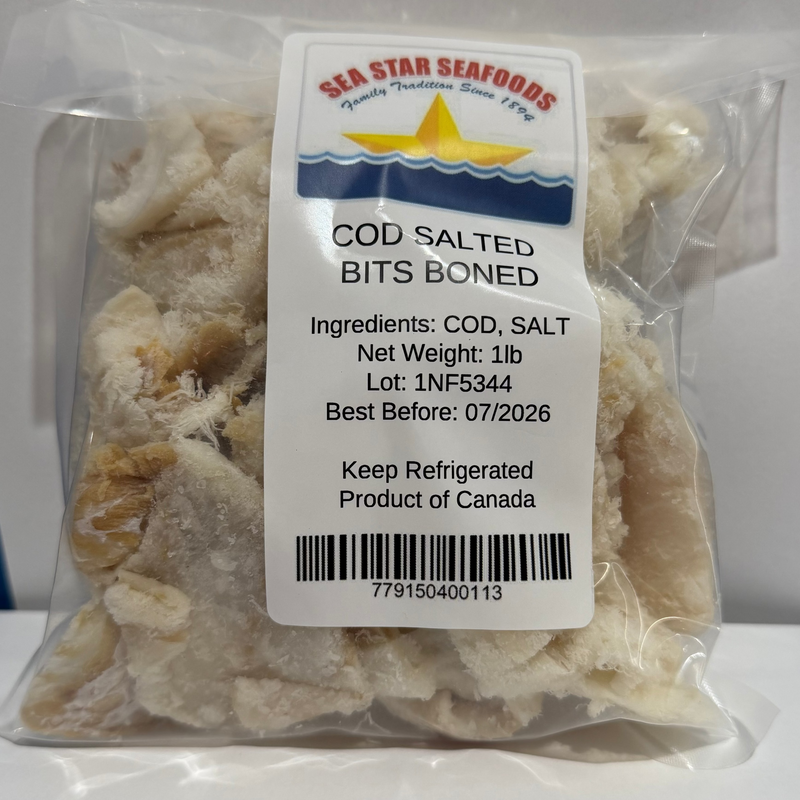 SEA STAR SEAFOODS
Family Tradition Since 1894
COD SALTED
BITS BONED
Ingredients: COD, SALT
Net Weight: 1lb
Lot: 1NF5344
Best Before: 07/2026
Keep Refrigerated
Product of Canada
779150400113